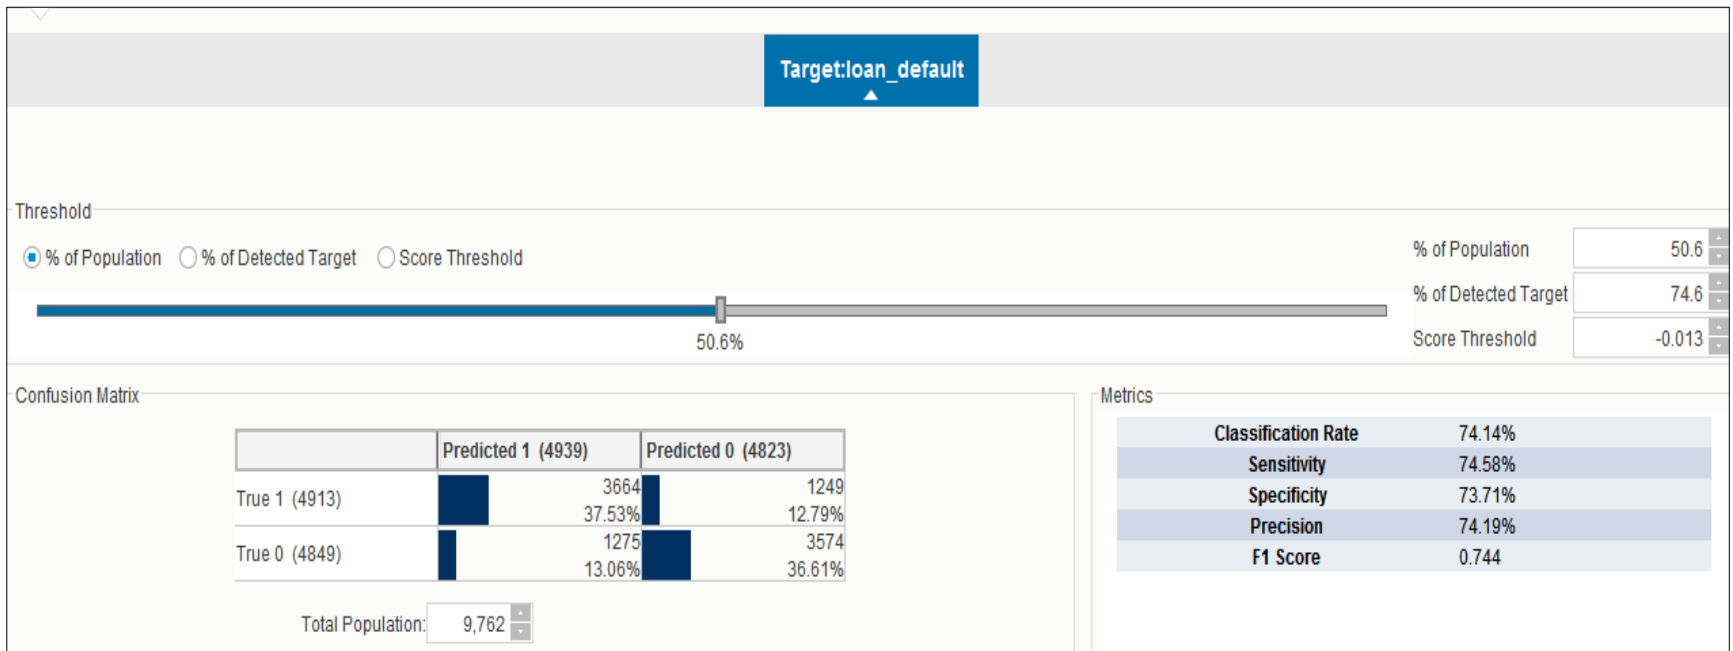 Target:loan_default
Threshold
% of Population % of Detected Target Score Threshold
50.6%
% of Population 50.6
% of Detected Target 74.6
Score Threshold -0.013
Confusion Matrix
Predicted 1 (4939) Predicted 0 (4823)
True 1 (4913) 3664 1249
37.53% 12.79%
True 0 (4849) 1275 3574
13.06% 36.61%
Total Population: 9,762
Metrics
Classification Rate 74.14%
Sensitivity 74.58%
Specificity 73.71%
Precision 74.19%
F1 Score 0.744